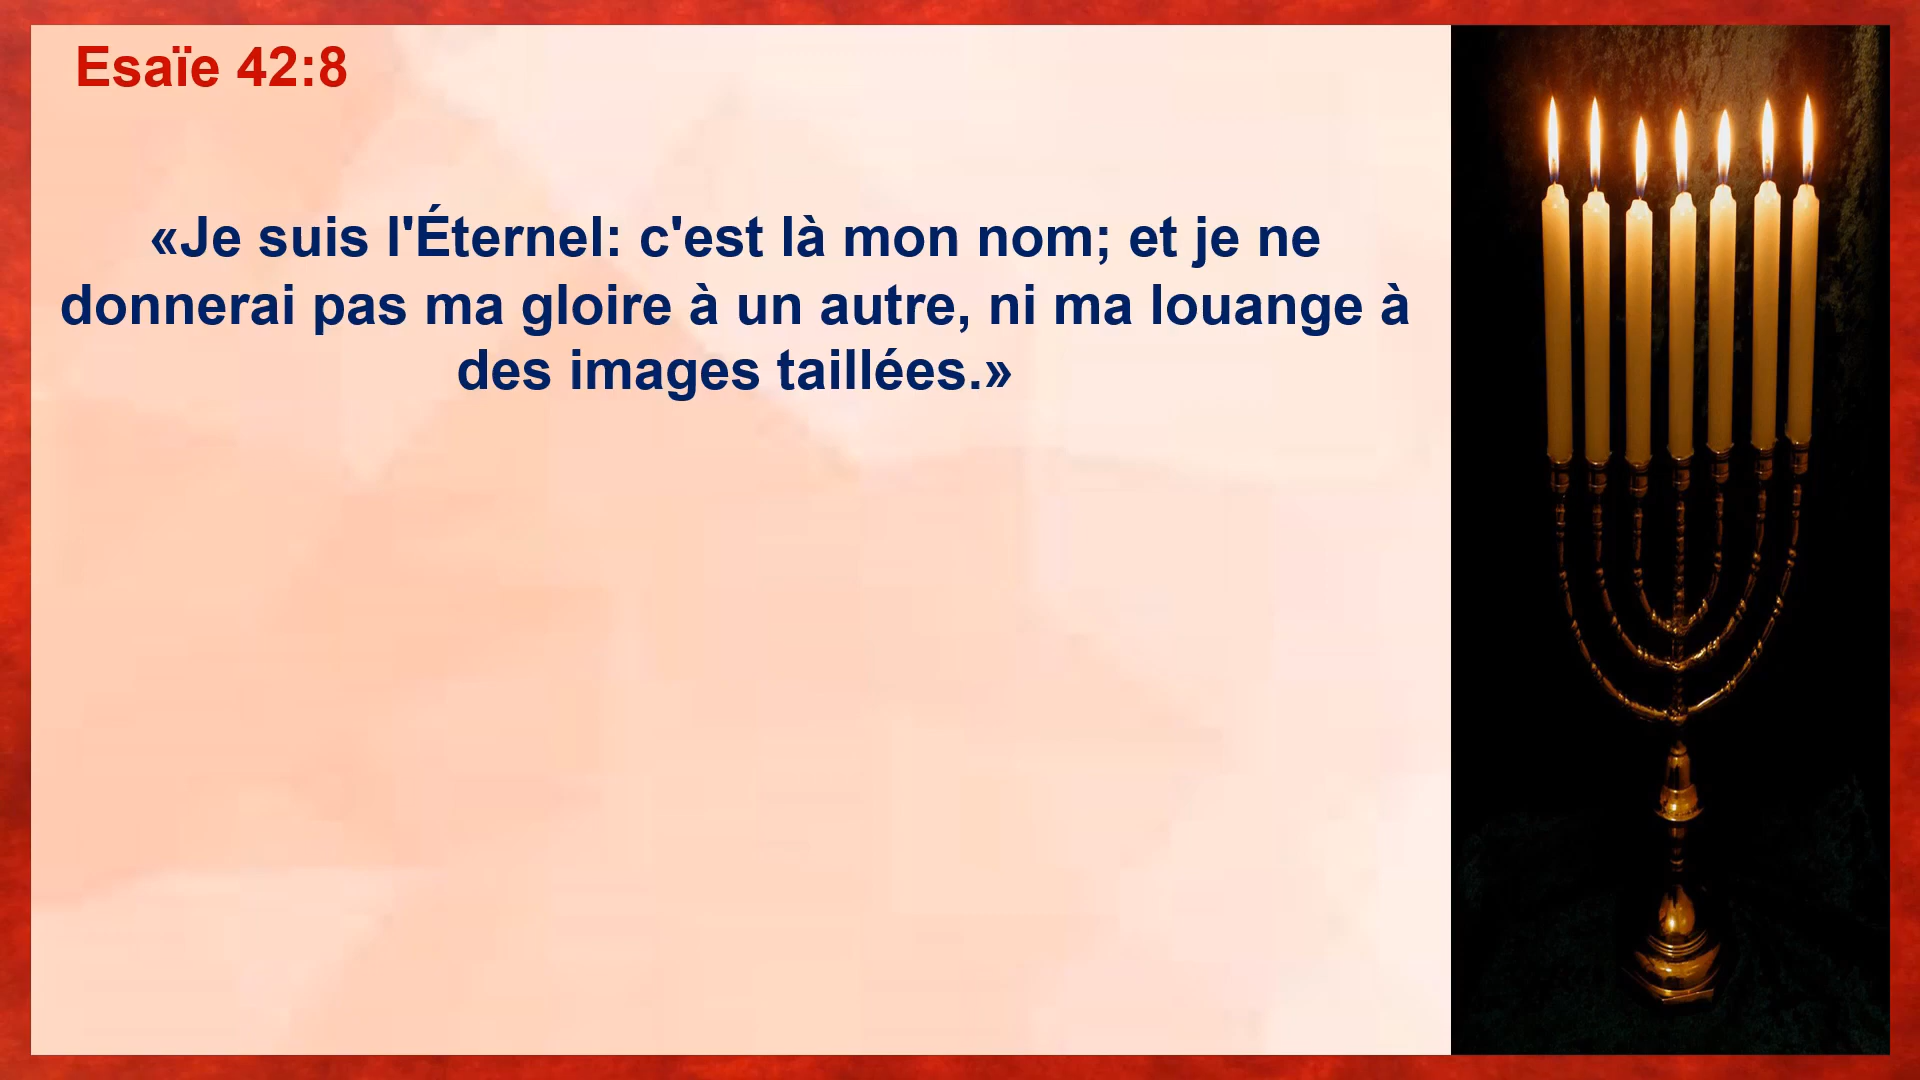 Esaïe 42:8
«Je suis l'Éternel: c'est là mon nom; et je ne
donnerai pas ma gloire à un autre, ni ma louange à
des images taillées.»